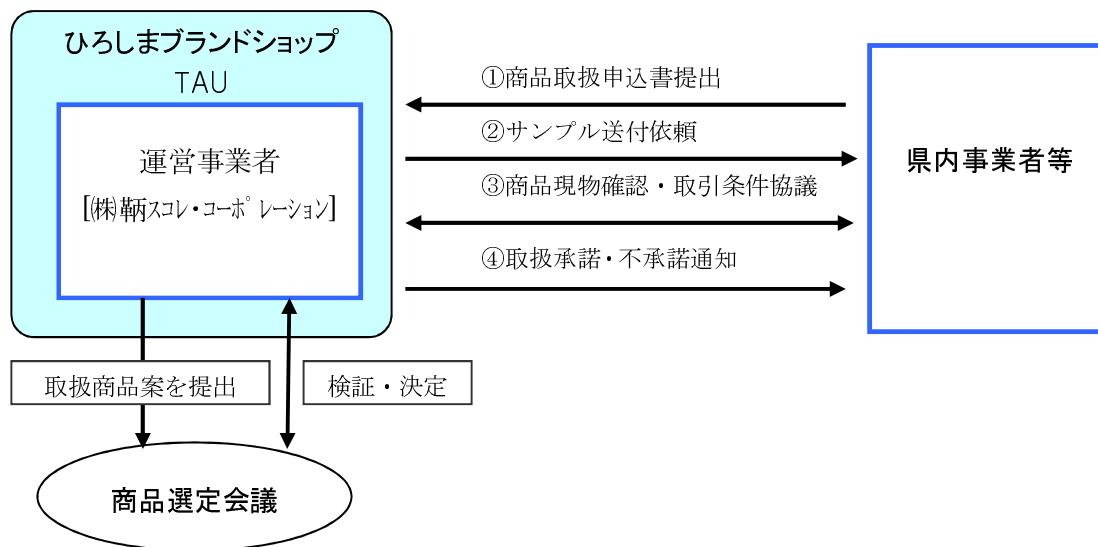 ひろしまブランドショップ
TAU
運営事業者
[㈱鞆スコレ・コーポレーション]
①商品取扱申込書提出
②サンプル送付依頼
③商品現物確認・取引条件協議
④取扱承諾・不承諾通知
県内事業者等
取扱商品案を提出
検証・決定
商品選定会議